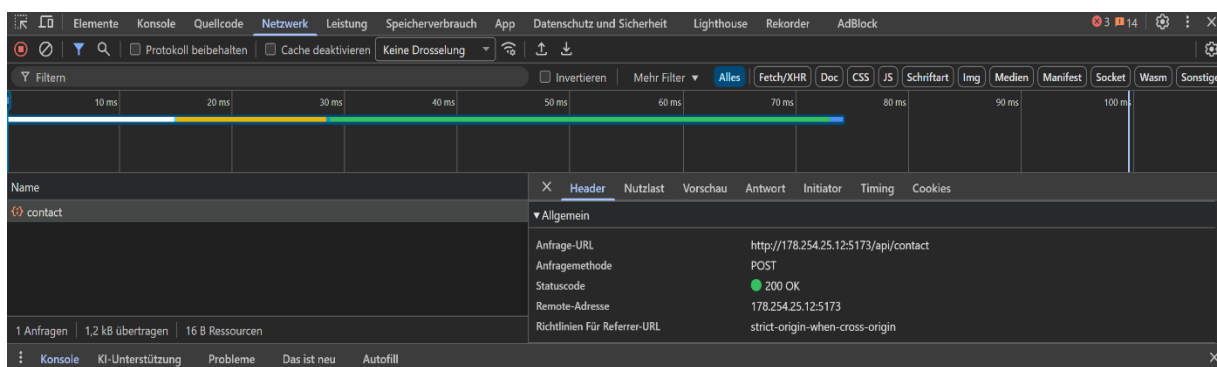 Elemente Konsole Quellcode Netzwerk Leistung Speicherverbrauch App Datenschutz und Sicherheit Lighthouse Rekorder AdBlock 3 14
Protokoll beibehalten Cache deaktivieren Keine Drosselung
Filtern Invertieren Mehr Filter Alles Fetch/XHR Doc CSS JS Schriftart Img Medien Manifest Socket Wasm Sonstige
10 ms 20 ms 30 ms 40 ms 50 ms 60 ms 70 ms 80 ms 90 ms 100 ms
Name Header Nutzlast Vorschau Antwort Initiator Timing Cookies
contact
Allgemein
Anfrage-URL http://178.254.25.12:5173/api/contact
Anfragemethode POST
Statuscode 200 OK
Remote-Adresse 178.254.25.12:5173
Richtlinien Für Referrer-URL strict-origin-when-cross-origin
1 Anfragen 1,2 kB übertragen 16 B Ressourcen
Konsole KI-Unterstützung Probleme Das ist neu Autofill